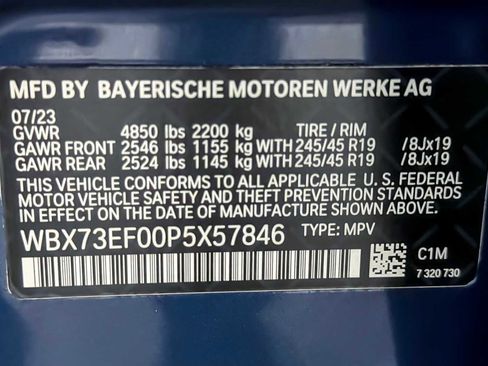 MFD BY BAYERISCHE MOTOREN WERKE AG
07/23
GVWR 4850 lbs 2200 kg TIRE / RIM
GAWR FRONT 2546 lbs 1155 kg WITH 245/45 R19 /8Jx19
GAWR REAR 2524 lbs 1145 kg WITH 245/45 R19 /8Jx19
THIS VEHICLE CONFORMS TO ALL APPLICABLE U. S. FEDERAL
MOTOR VEHICLE SAFETY AND THEFT PREVENTION STANDARDS
IN EFFECT ON THE DATE OF MANUFACTURE SHOWN ABOVE.
WBX73EF00P5X57846 TYPE: MPV
C1M
7 320 730